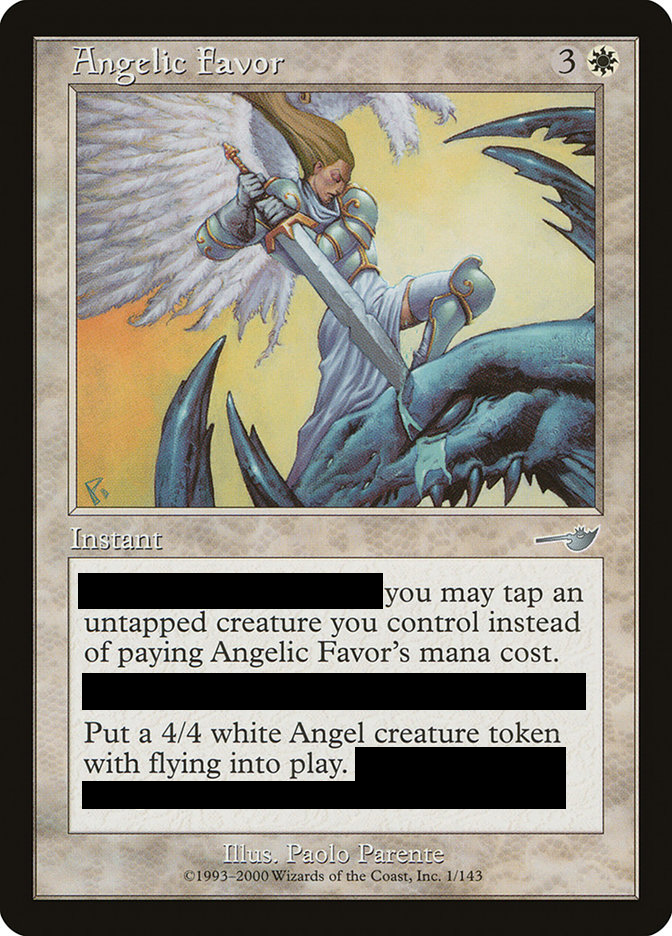 Angelic Favor 3
Instant
you may tap an
untapped creature you control instead
of paying Angelic Favor's mana cost.
Put a 4/4 white Angel creature token
with flying into play.
Illus. Paolo Parente
©1993–2000 Wizards of the Coast, Inc. 1/143